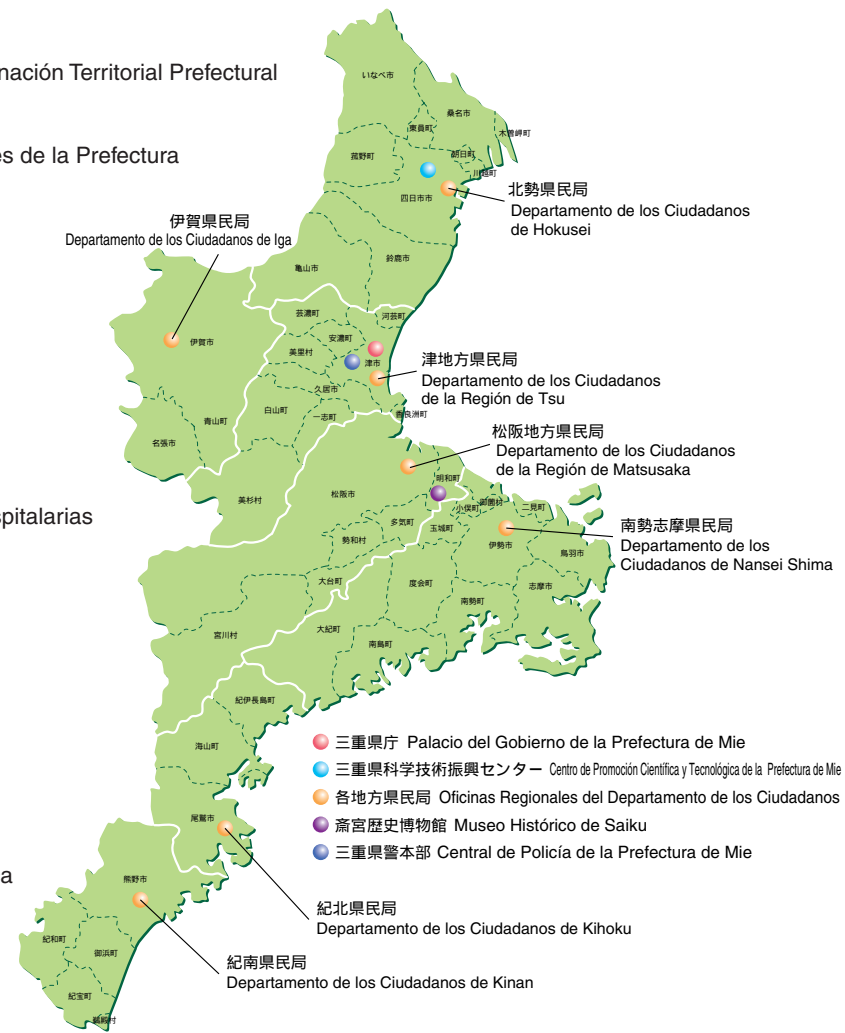 nación Territorial Prefectural
es de la Prefectura
spitalarias
a
いなべ市
桑名市
東員町
木曽岬町
菰野町
朝日町
川越町
四日市市
北勢県民局
Departamento de los Ciudadanos
de Hokusei
伊賀県民局
Departamento de los Ciudadanos de Iga
鈴鹿市
亀山市
芸濃町
河芸町
安濃町
伊賀市
美里村
津市
津地方県民局
Departamento de los Ciudadanos
de la Región de Tsu
久居市
白山町
一志町
香良洲町
青山町
名張市
松阪地方県民局
Departamento de los Ciudadanos
de la Región de Matsusaka
明和町
松阪市
美杉村
小俣町
御薗村
二見町
多気町
玉城町
南勢志摩県民局
Departamento de los
Ciudadanos de Nansei Shima
勢和村
伊勢市
鳥羽市
大台町
度会町
志摩市
南勢町
宮川村
大紀町
南島町
紀伊長島町
海山町
尾鷲市
熊野市
紀和町
御浜町
紀宝町
鵜殿村
三重県庁 Palacio del Gobierno de la Prefectura de Mie
三重県科学技術振興センター Centro de Promoción Científica y Tecnológica de la Prefectura de Mie
各地方県民局 Oficinas Regionales del Departamento de los Ciudadanos
斎宮歴史博物館 Museo Histórico de Saiku
三重県警本部 Central de Policía de la Prefectura de Mie
紀北県民局
Departamento de los Ciudadanos de Kihoku
紀南県民局
Departamento de los Ciudadanos de Kinan